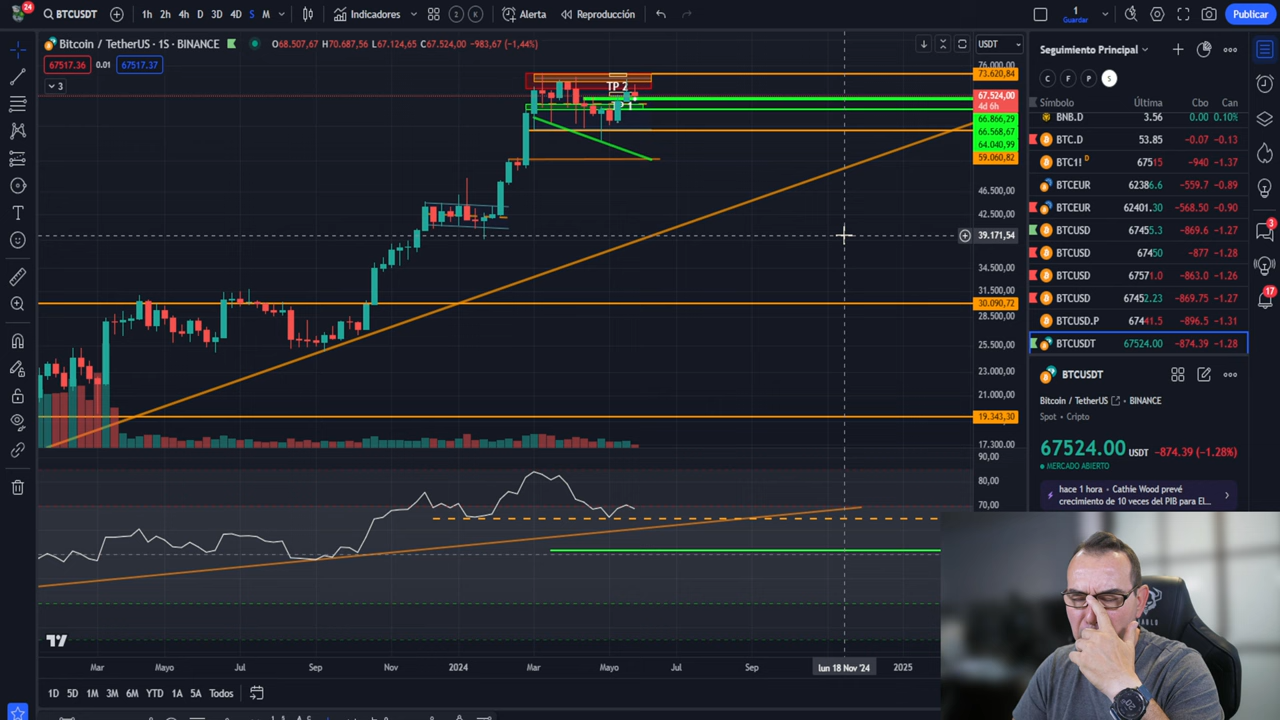 24
BTCUSDT
1h 2h 4h D 3D 4D S M
Indicadores
2 K
Alerta
Reproducción
1
Guardar
Publicar
Bitcoin / TetherUS · 1S · BINANCE
O68.507,67 H70.687,56 L67.124,65 C67.524,00 −983,67 (−1,44%)
67517.36 0.01 67517.37
3
USDT
TP 2
TP 1
76.000,00
73.620,84
67.524,00
4d 6h
66.866,29
66.568,67
64.040,99
59.060,82
46.500,00
42.500,00
39.171,54
34.500,00
31.500,00
30.090,72
28.500,00
25.500,00
23.000,00
21.000,00
19.343,30
17.300,00
90,00
80,00
70,00
Mar Mayo Jul Sep Nov 2024 Mar Mayo Jul Sep lun 18 Nov '24 2025
1D 5D 1M 3M 6M YTD 1A 5A Todos
Seguimiento Principal
C F P S
Símbolo Última Cbo Can
BNB.D 3.56 0.00 0.10%
BTC.D 53.85 −0.07 −0.13
BTC1! D 67515 −940 −1.37
BTCEUR 62386.6 −559.7 −0.89
BTCEUR 62401.30 −568.50 −0.90
BTCUSD 67455.3 −869.6 −1.27
BTCUSD 67450 −877 −1.28
BTCUSD 67571.0 −863.0 −1.26
BTCUSD 67452.23 −869.75 −1.27
BTCUSD.P 67441.5 −896.5 −1.31
BTCUSDT 67524.00 −874.39 −1.28
BTCUSDT
Bitcoin / TetherUS · BINANCE
Spot · Cripto
67524.00 USDT −874.39 (−1.28%)
MERCADO ABIERTO
hace 1 hora · Cathie Wood prevé
crecimiento de 10 veces del PIB para El...
3
17